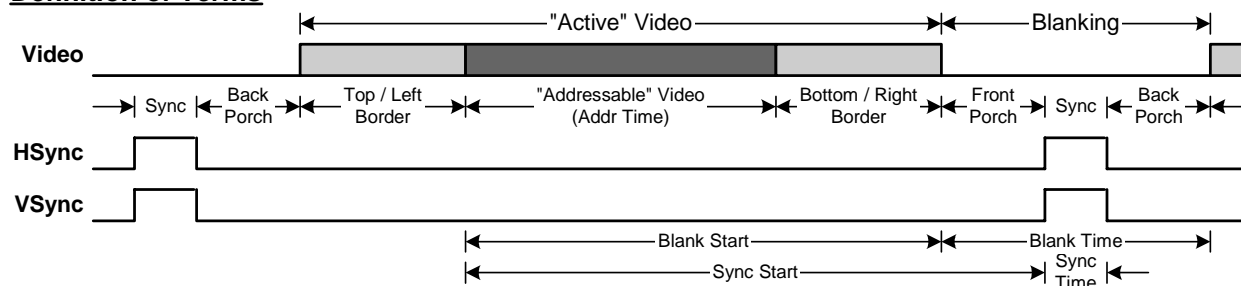 Definition of Terms
"Active" Video
Blanking
Video
Sync
Back
Porch
Top / Left
Border
"Addressable" Video
(Addr Time)
Bottom / Right
Border
Front
Porch
Sync
Back
Porch
HSync
VSync
Blank Start
Blank Time
Sync Start
Sync
Time